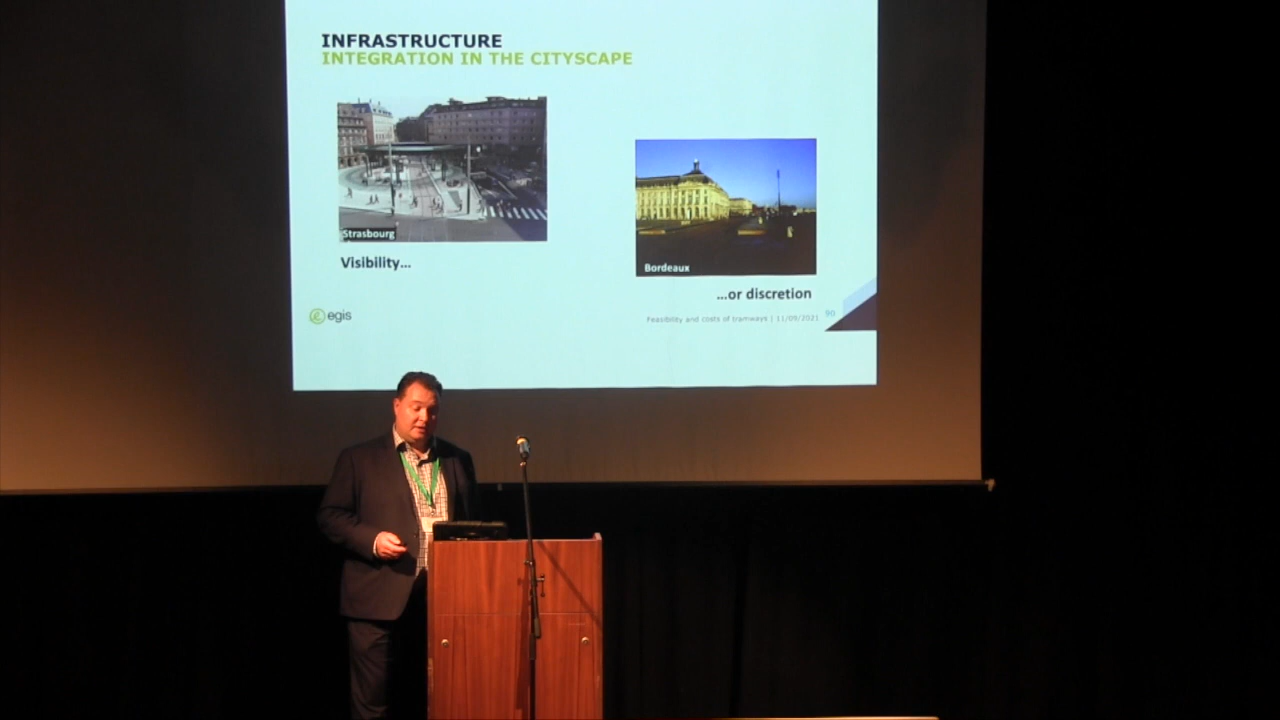 INFRASTRUCTURE
INTEGRATION IN THE CITYSCAPE
Strasbourg
Visibility...
Bordeaux
...or discretion
egis
Feasibility and costs of tramways | 11/09/2021
90